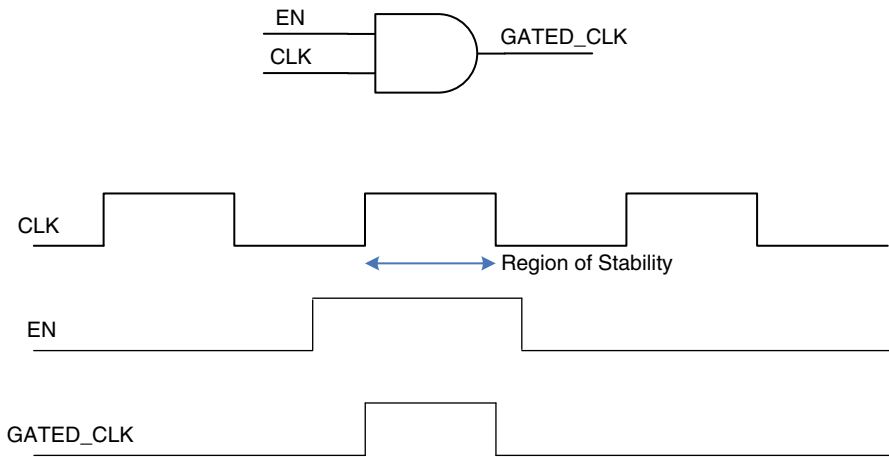 EN
CLK
GATED_CLK
CLK
Region of Stability
EN
GATED_CLK